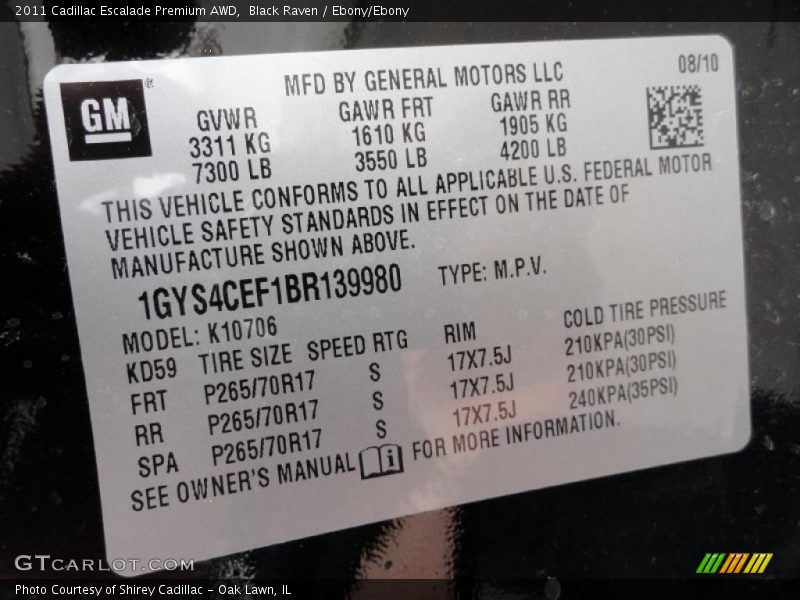 2011 Cadillac Escalade Premium AWD,  Black Raven / Ebony/Ebony
GM®
MFD BY GENERAL MOTORS LLC
08/10
GVWR GAWR FRT GAWR RR
3311 KG 1610 KG 1905 KG
7300 LB 3550 LB 4200 LB
THIS VEHICLE CONFORMS TO ALL APPLICABLE U.S. FEDERAL MOTOR
VEHICLE SAFETY STANDARDS IN EFFECT ON THE DATE OF
MANUFACTURE SHOWN ABOVE.
1GYS4CEF1BR139980 TYPE: M.P.V.
MODEL: K10706
KD59 TIRE SIZE SPEED RTG RIM COLD TIRE PRESSURE
FRT P265/70R17 S 17X7.5J 210KPA(30PSI)
RR P265/70R17 S 17X7.5J 210KPA(30PSI)
SPA P265/70R17 S 17X7.5J 240KPA(35PSI)
SEE OWNER'S MANUAL i FOR MORE INFORMATION.
GTCARLOT.COM
Photo Courtesy of Shirey Cadillac - Oak Lawn, IL